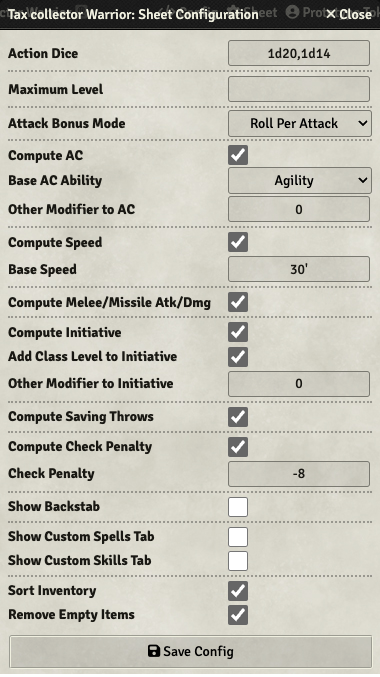 Tax collector Warrior: Sheet Configuration Close
Action Dice 1d20,1d14
Maximum Level
Attack Bonus Mode Roll Per Attack
Compute AC
Base AC Ability Agility
Other Modifier to AC 0
Compute Speed
Base Speed 30'
Compute Melee/Missile Atk/Dmg
Compute Initiative
Add Class Level to Initiative
Other Modifier to Initiative 0
Compute Saving Throws
Compute Check Penalty
Check Penalty -8
Show Backstab
Show Custom Spells Tab
Show Custom Skills Tab
Sort Inventory
Remove Empty Items
Save Config